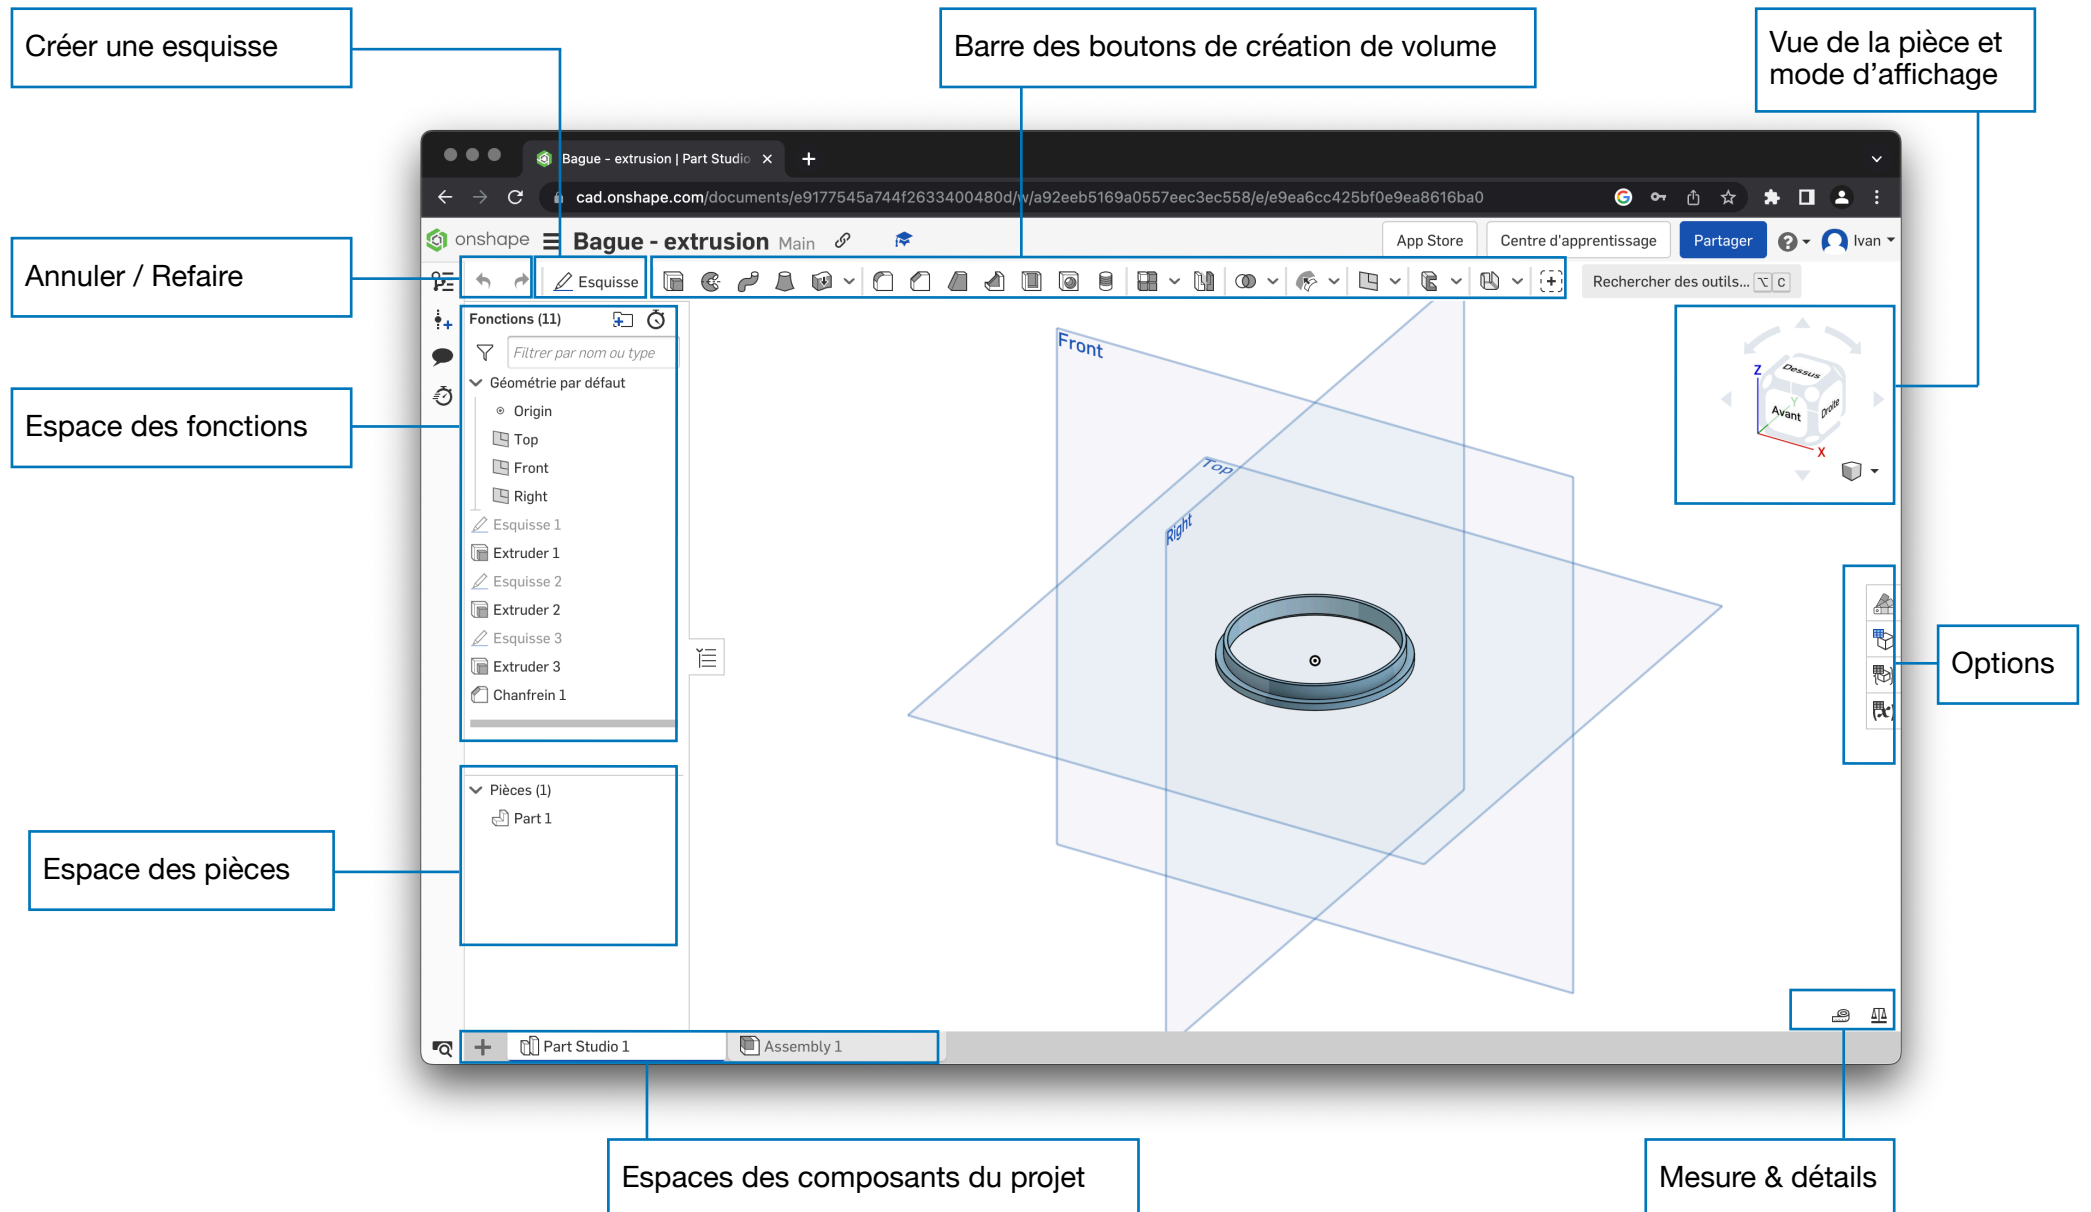 Créer une esquisse
Barre des boutons de création de volume
Vue de la pièce et
mode d'affichage
Bague - extrusion | Part Studio
cad.onshape.com/documents/e9177545a744f2633400480d/w/a92eeb5169a0557eec3ec558/e/e9ea6cc425bf0e9ea8616ba0
onshape Bague - extrusion Main App Store Centre d'apprentissage Partager Ivan
Annuler / Refaire
Esquisse Rechercher des outils... ⌥ c
Fonctions (11)
Filtrer par nom ou type
Géométrie par défaut
Origin
Top
Front
Right
Esquisse 1
Extruder 1
Esquisse 2
Extruder 2
Esquisse 3
Extruder 3
Chanfrein 1
Espace des fonctions
Front
Top
Right
Z
Dessus
Y
Avant
Droite
X
Options
Pièces (1)
Part 1
Espace des pièces
Part Studio 1
Assembly 1
Espaces des composants du projet
Mesure & détails